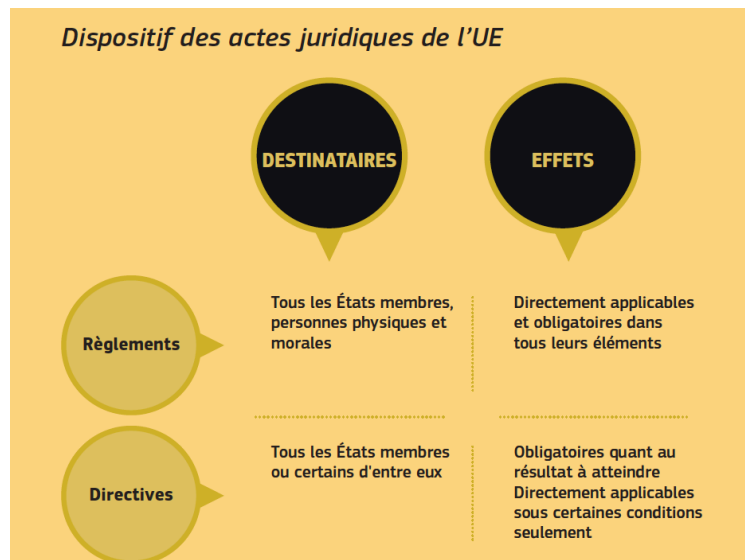 Dispositif des actes juridiques de l’UE
DESTINATAIRES
EFFETS
Règlements
Tous les États membres,
personnes physiques et
morales
Directement applicables
et obligatoires dans
tous leurs éléments
Directives
Tous les États membres
ou certains d'entre eux
Obligatoires quant au
résultat à atteindre
Directement applicables
sous certaines conditions
seulement